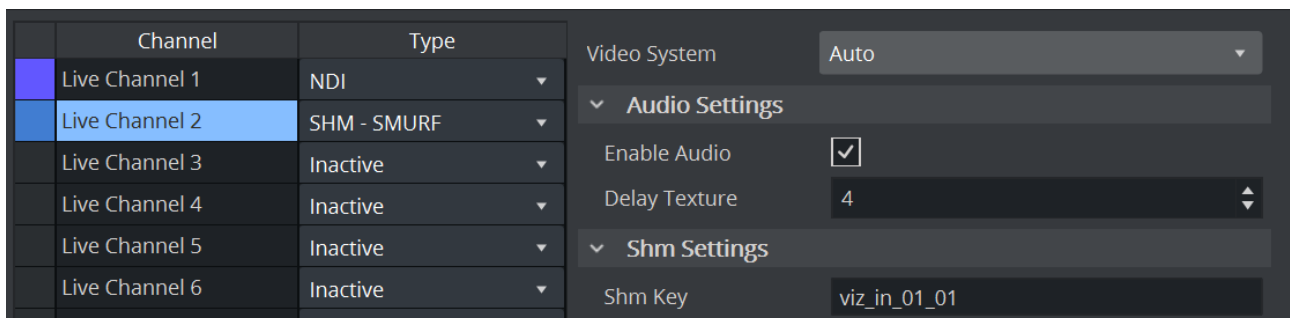 Channel Type
Live Channel 1 NDI
Live Channel 2 SHM - SMURF
Live Channel 3 Inactive
Live Channel 4 Inactive
Live Channel 5 Inactive
Live Channel 6 Inactive
Video System Auto
Audio Settings
Enable Audio
Delay Texture 4
Shm Settings
Shm Key viz_in_01_01